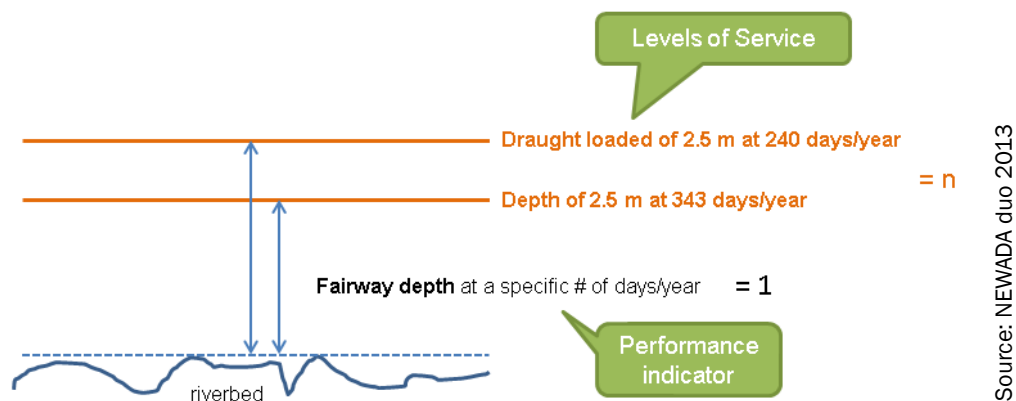 Levels of Service
Draught loaded of 2.5 m at 240 days/year
= n
Depth of 2.5 m at 343 days/year
Fairway depth at a specific # of days/year = 1
Performance
indicator
riverbed
Source: NEWADA duo 2013